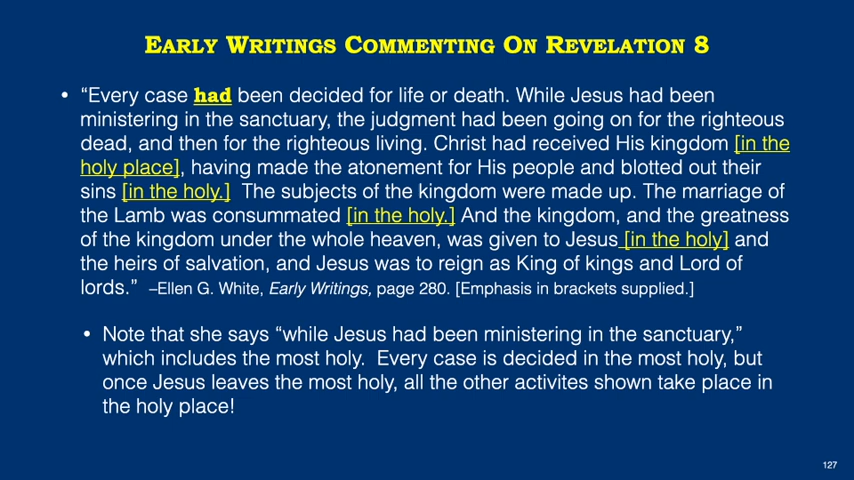 EARLY WRITINGS COMMENTING ON REVELATION 8
• “Every case had been decided for life or death. While Jesus had been
ministering in the sanctuary, the judgment had been going on for the righteous
dead, and then for the righteous living. Christ had received His kingdom [in the
holy place], having made the atonement for His people and blotted out their
sins [in the holy.] The subjects of the kingdom were made up. The marriage of
the Lamb was consummated [in the holy.] And the kingdom, and the greatness
of the kingdom under the whole heaven, was given to Jesus [in the holy] and
the heirs of salvation, and Jesus was to reign as King of kings and Lord of
lords.” –Ellen G. White, Early Writings, page 280. [Emphasis in brackets supplied.]
• Note that she says “while Jesus had been ministering in the sanctuary,”
which includes the most holy. Every case is decided in the most holy, but
once Jesus leaves the most holy, all the other activites shown take place in
the holy place!
127